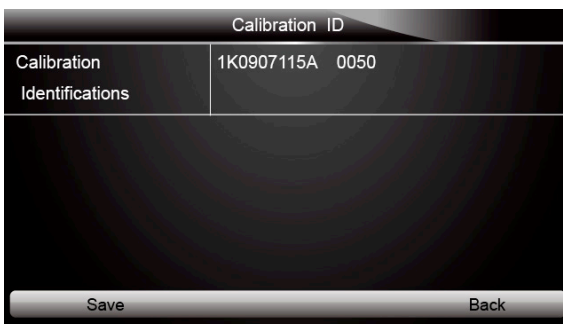 Calibration ID
Calibration 1K0907115A 0050
Identifications
Save Back